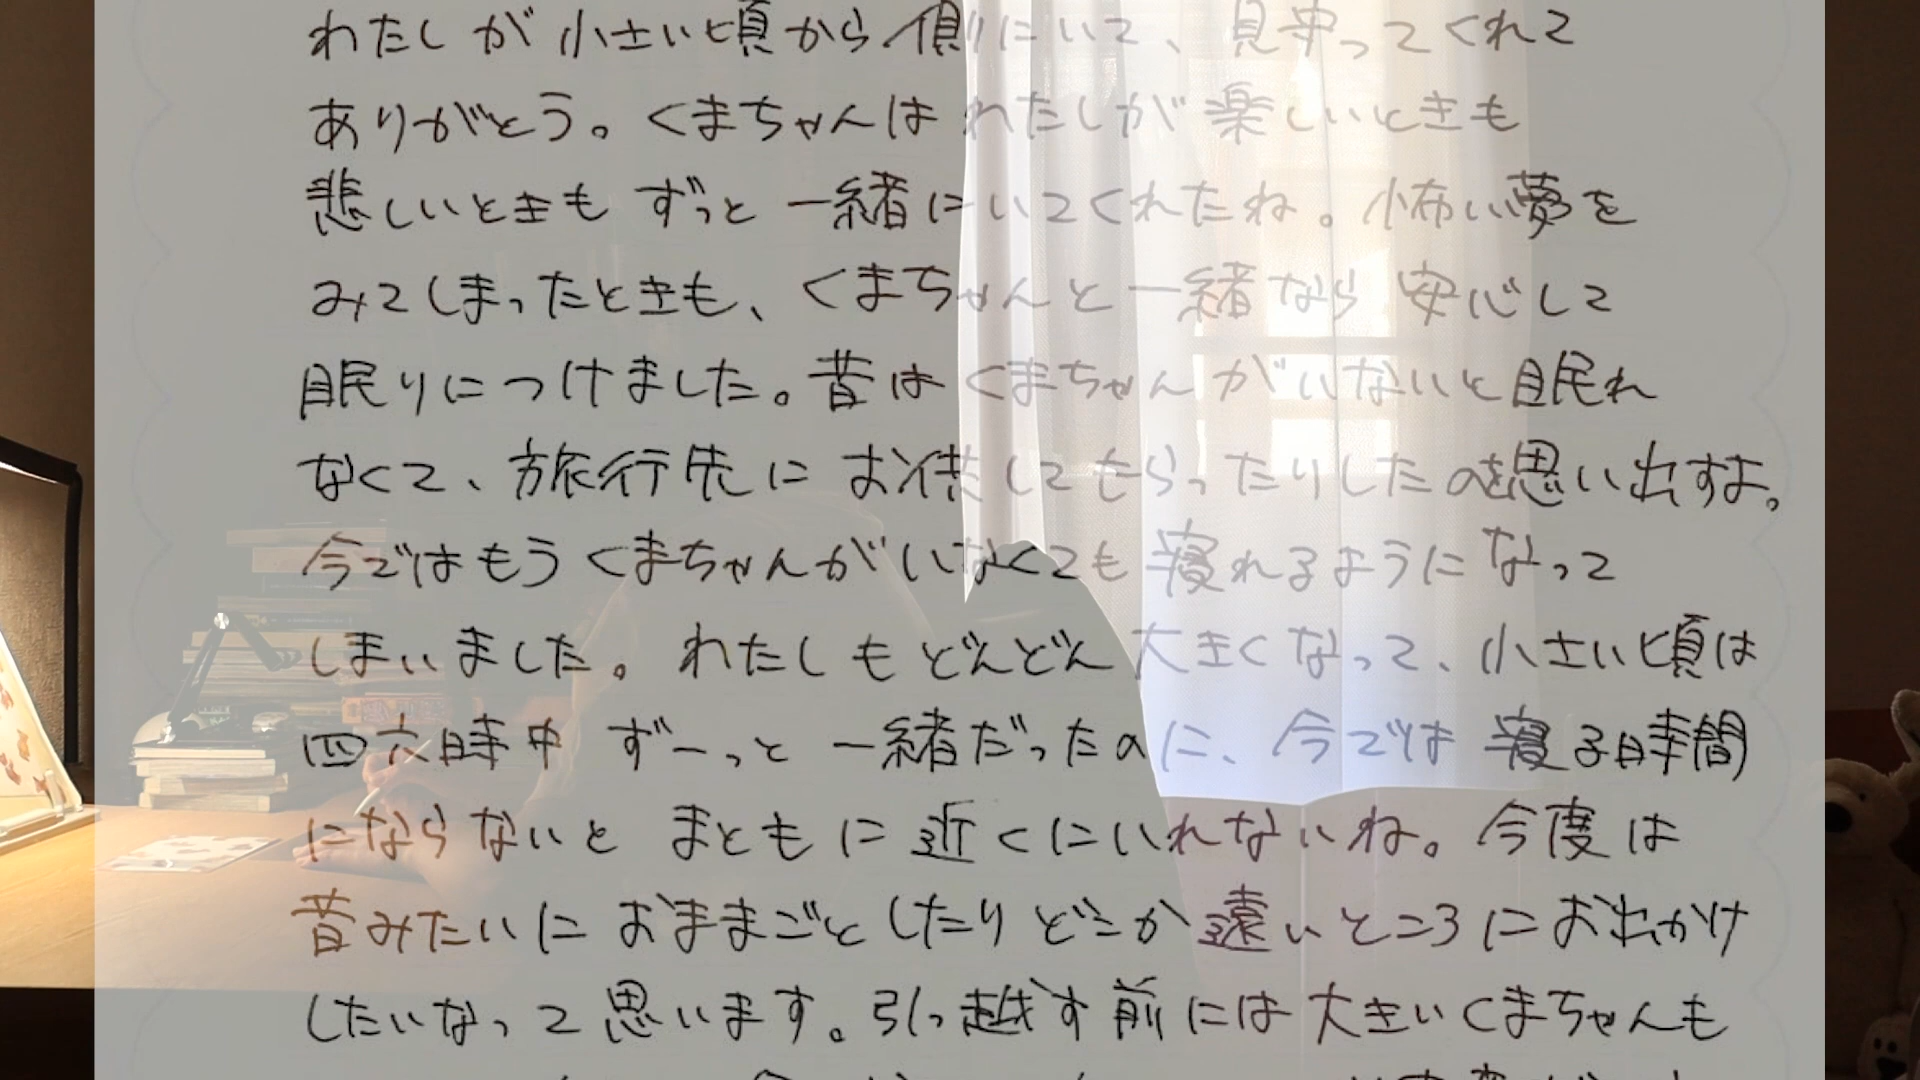 わたしが小さい頃から側にいて、見守ってくれて
ありがとう。くまちゃんはわたしが楽しいときも
悲しいときもずっと一緒にいてくれたね。怖い夢を
みてしまったときも、くまちゃんと一緒なら安心して
眠りにつけました。昔はくまちゃんがいないと眠れ
なくて、旅行先にお供してもらったりしたのを思い出すよ。
今ではもうくまちゃんがいなくても寝れるようになって
しまいました。わたしもどんどん大きくなって、小さい頃は
四六時中ずーっと一緒だったのに、今では寝る時間
にならないとまともに近くにいれないね。今度は
昔みたいにおままごとしたりどこか遠いところにお出かけ
したいなって思います。引っ越す前には大きいくまちゃんも